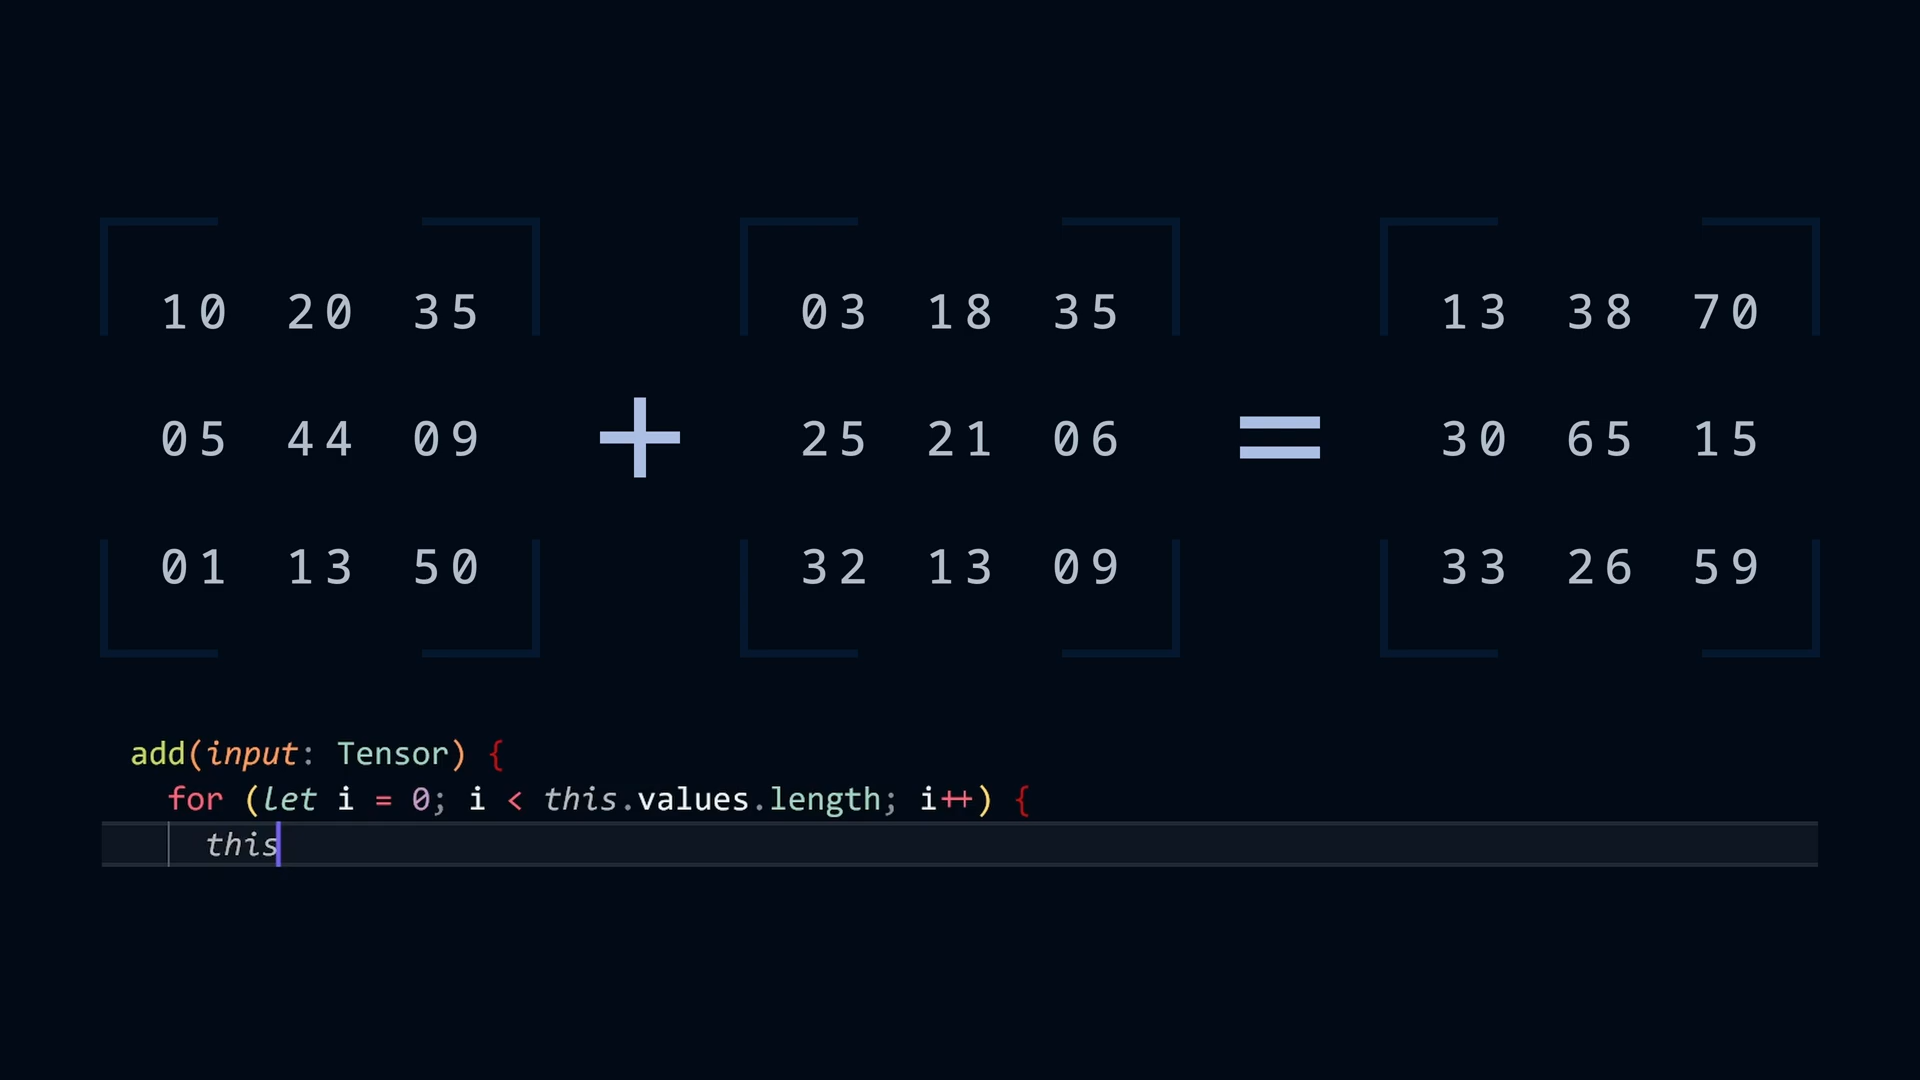 10 20 35 03 18 35 13 38 70
05 44 09 + 25 21 06 = 30 65 15
01 13 50 32 13 09 33 26 59
add(input: Tensor) {
for (let i = 0; i < this.values.length; i++) {
this